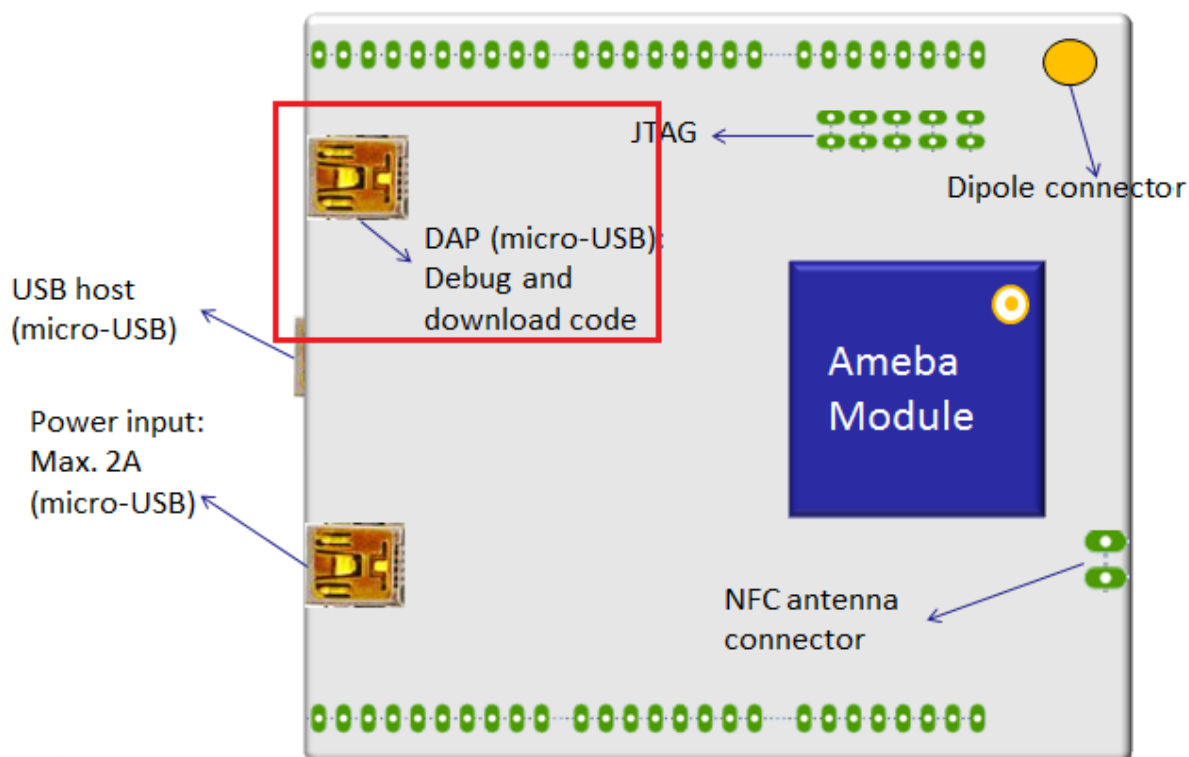 JTAG
Dipole connector
DAP (micro-USB):
Debug and
download code
USB host
(micro-USB)
Ameba
Module
Power input:
Max. 2A
(micro-USB)
NFC antenna
connector